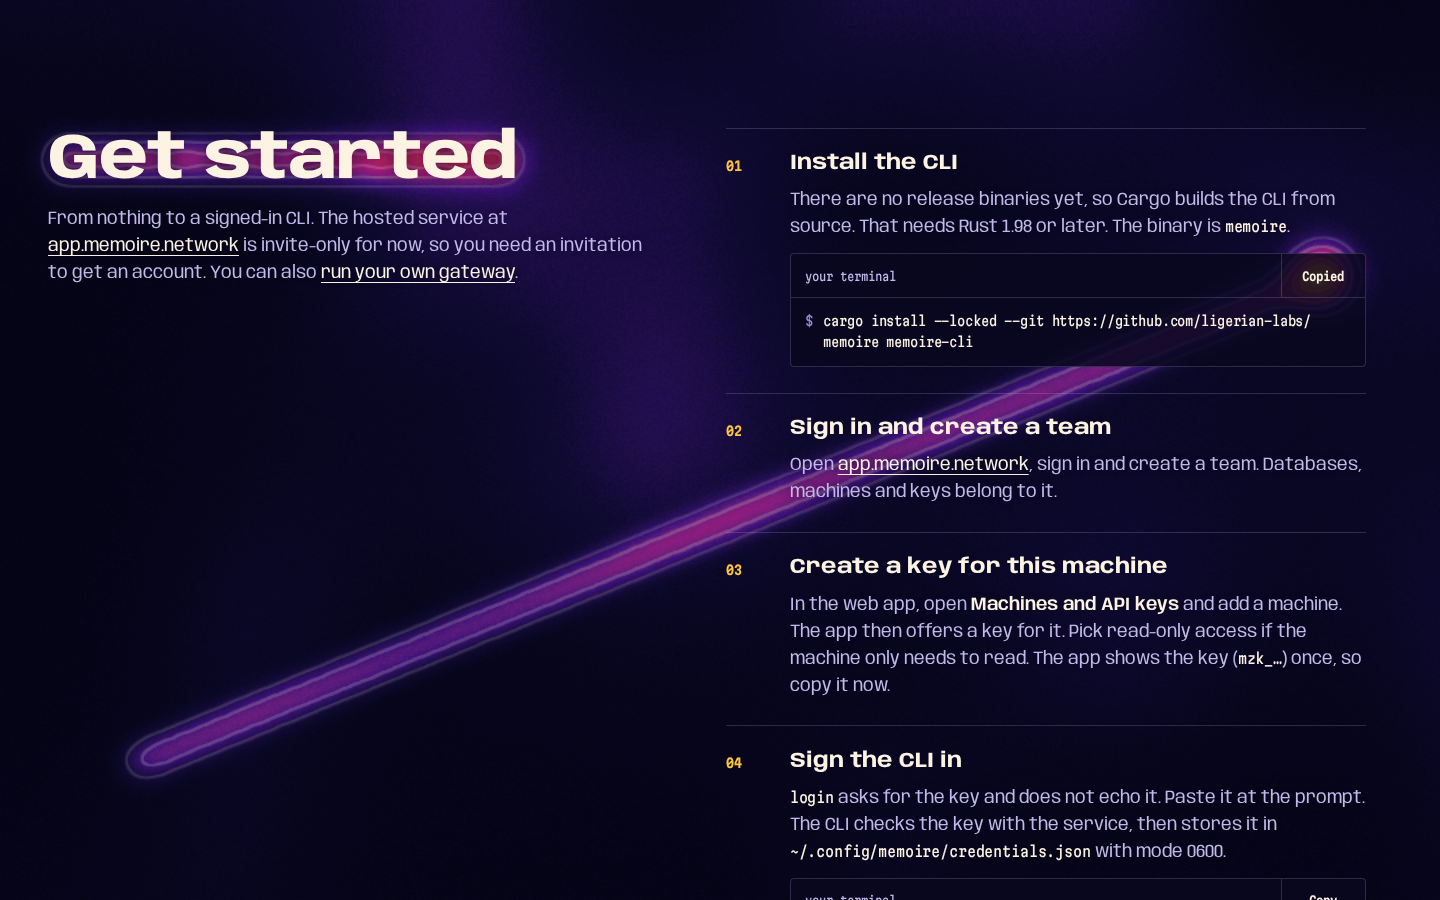 Get started
From nothing to a signed-in CLI. The hosted service at
app.memoire.network is invite-only for now, so you need an invitation
to get an account. You can also run your own gateway.
01
Install the CLI
There are no release binaries yet, so Cargo builds the CLI from
source. That needs Rust 1.98 or later. The binary is memoire.
your terminal
Copied
$ cargo install --locked --git https://github.com/ligerian-labs/
memoire memoire-cli
02
Sign in and create a team
Open app.memoire.network, sign in and create a team. Databases,
machines and keys belong to it.
03
Create a key for this machine
In the web app, open Machines and API keys and add a machine.
The app then offers a key for it. Pick read-only access if the
machine only needs to read. The app shows the key (mzk_…) once, so
copy it now.
04
Sign the CLI in
login asks for the key and does not echo it. Paste it at the prompt.
The CLI checks the key with the service, then stores it in
~/.config/memoire/credentials.json with mode 0600.
your terminal
Copy